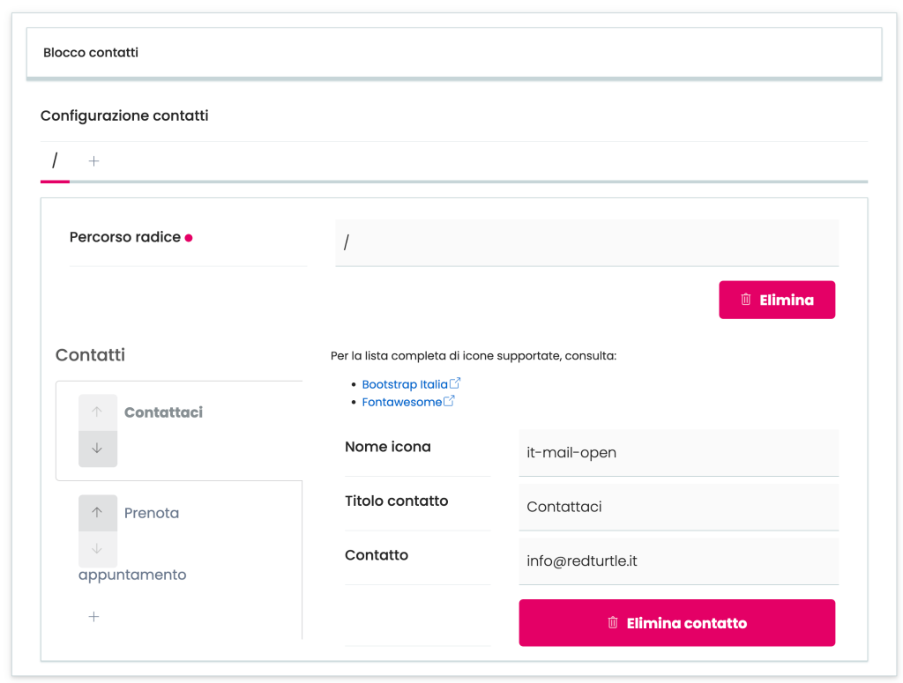 Blocco contatti
Configurazione contatti
/ +
Percorso radice
/
Elimina
Contatti
Per la lista completa di icone supportate, consulta:
• Bootstrap Italia
• Fontawesome
↑ Contattaci
↓
Nome icona
it-mail-open
Titolo contatto
Contattaci
↑ Prenota
↓
appuntamento
Contatto
info@redturtle.it
+
Elimina contatto